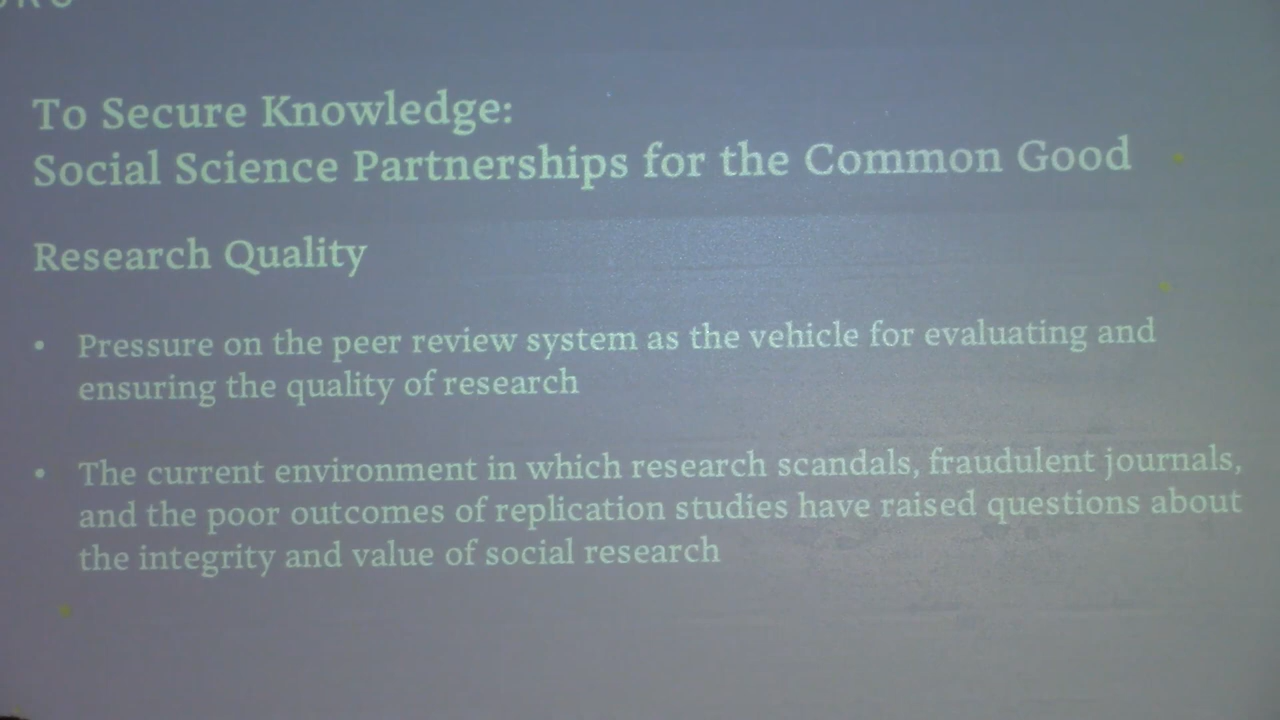 To Secure Knowledge:
Social Science Partnerships for the Common Good
Research Quality
• Pressure on the peer review system as the vehicle for evaluating and
ensuring the quality of research
• The current environment in which research scandals, fraudulent journals,
and the poor outcomes of replication studies have raised questions about
the integrity and value of social research